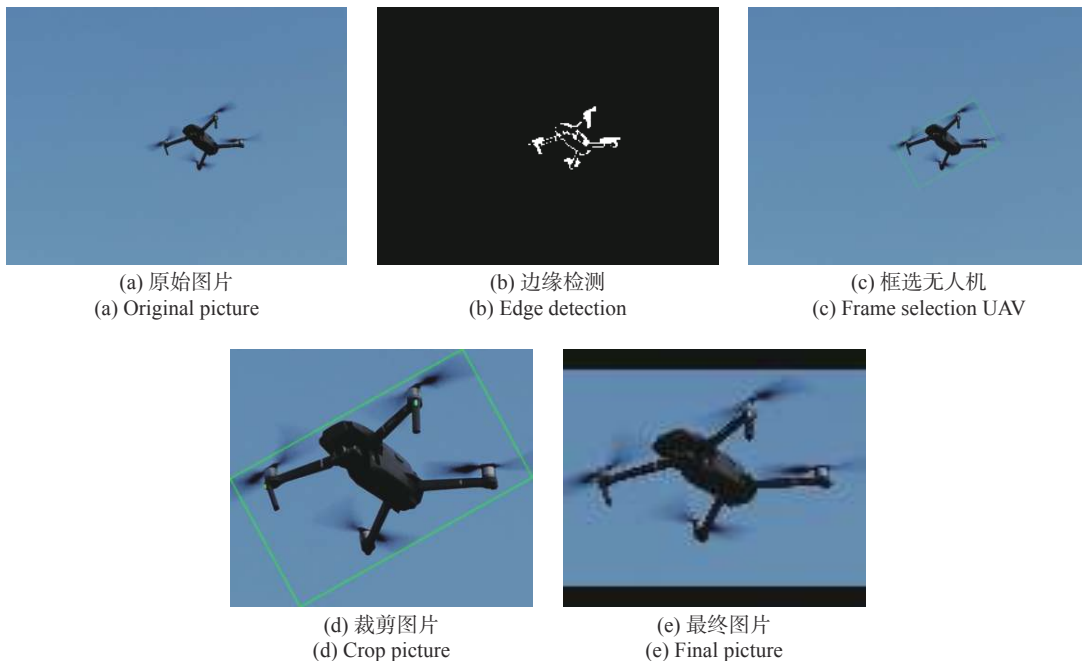 (a) 原始图片
(a) Original picture
(b) 边缘检测
(b) Edge detection
(c) 框选无人机
(c) Frame selection UAV
(d) 裁剪图片
(d) Crop picture
(e) 最终图片
(e) Final picture